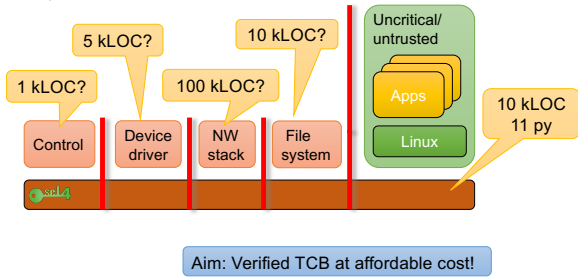 Uncritical/
untrusted
10 kLOC?
5 kLOC?
1 kLOC?
100 kLOC?
Apps
10 kLOC
11 py
Control
Device
driver
NW
stack
File
system
Linux
seL4
Aim: Verified TCB at affordable cost!